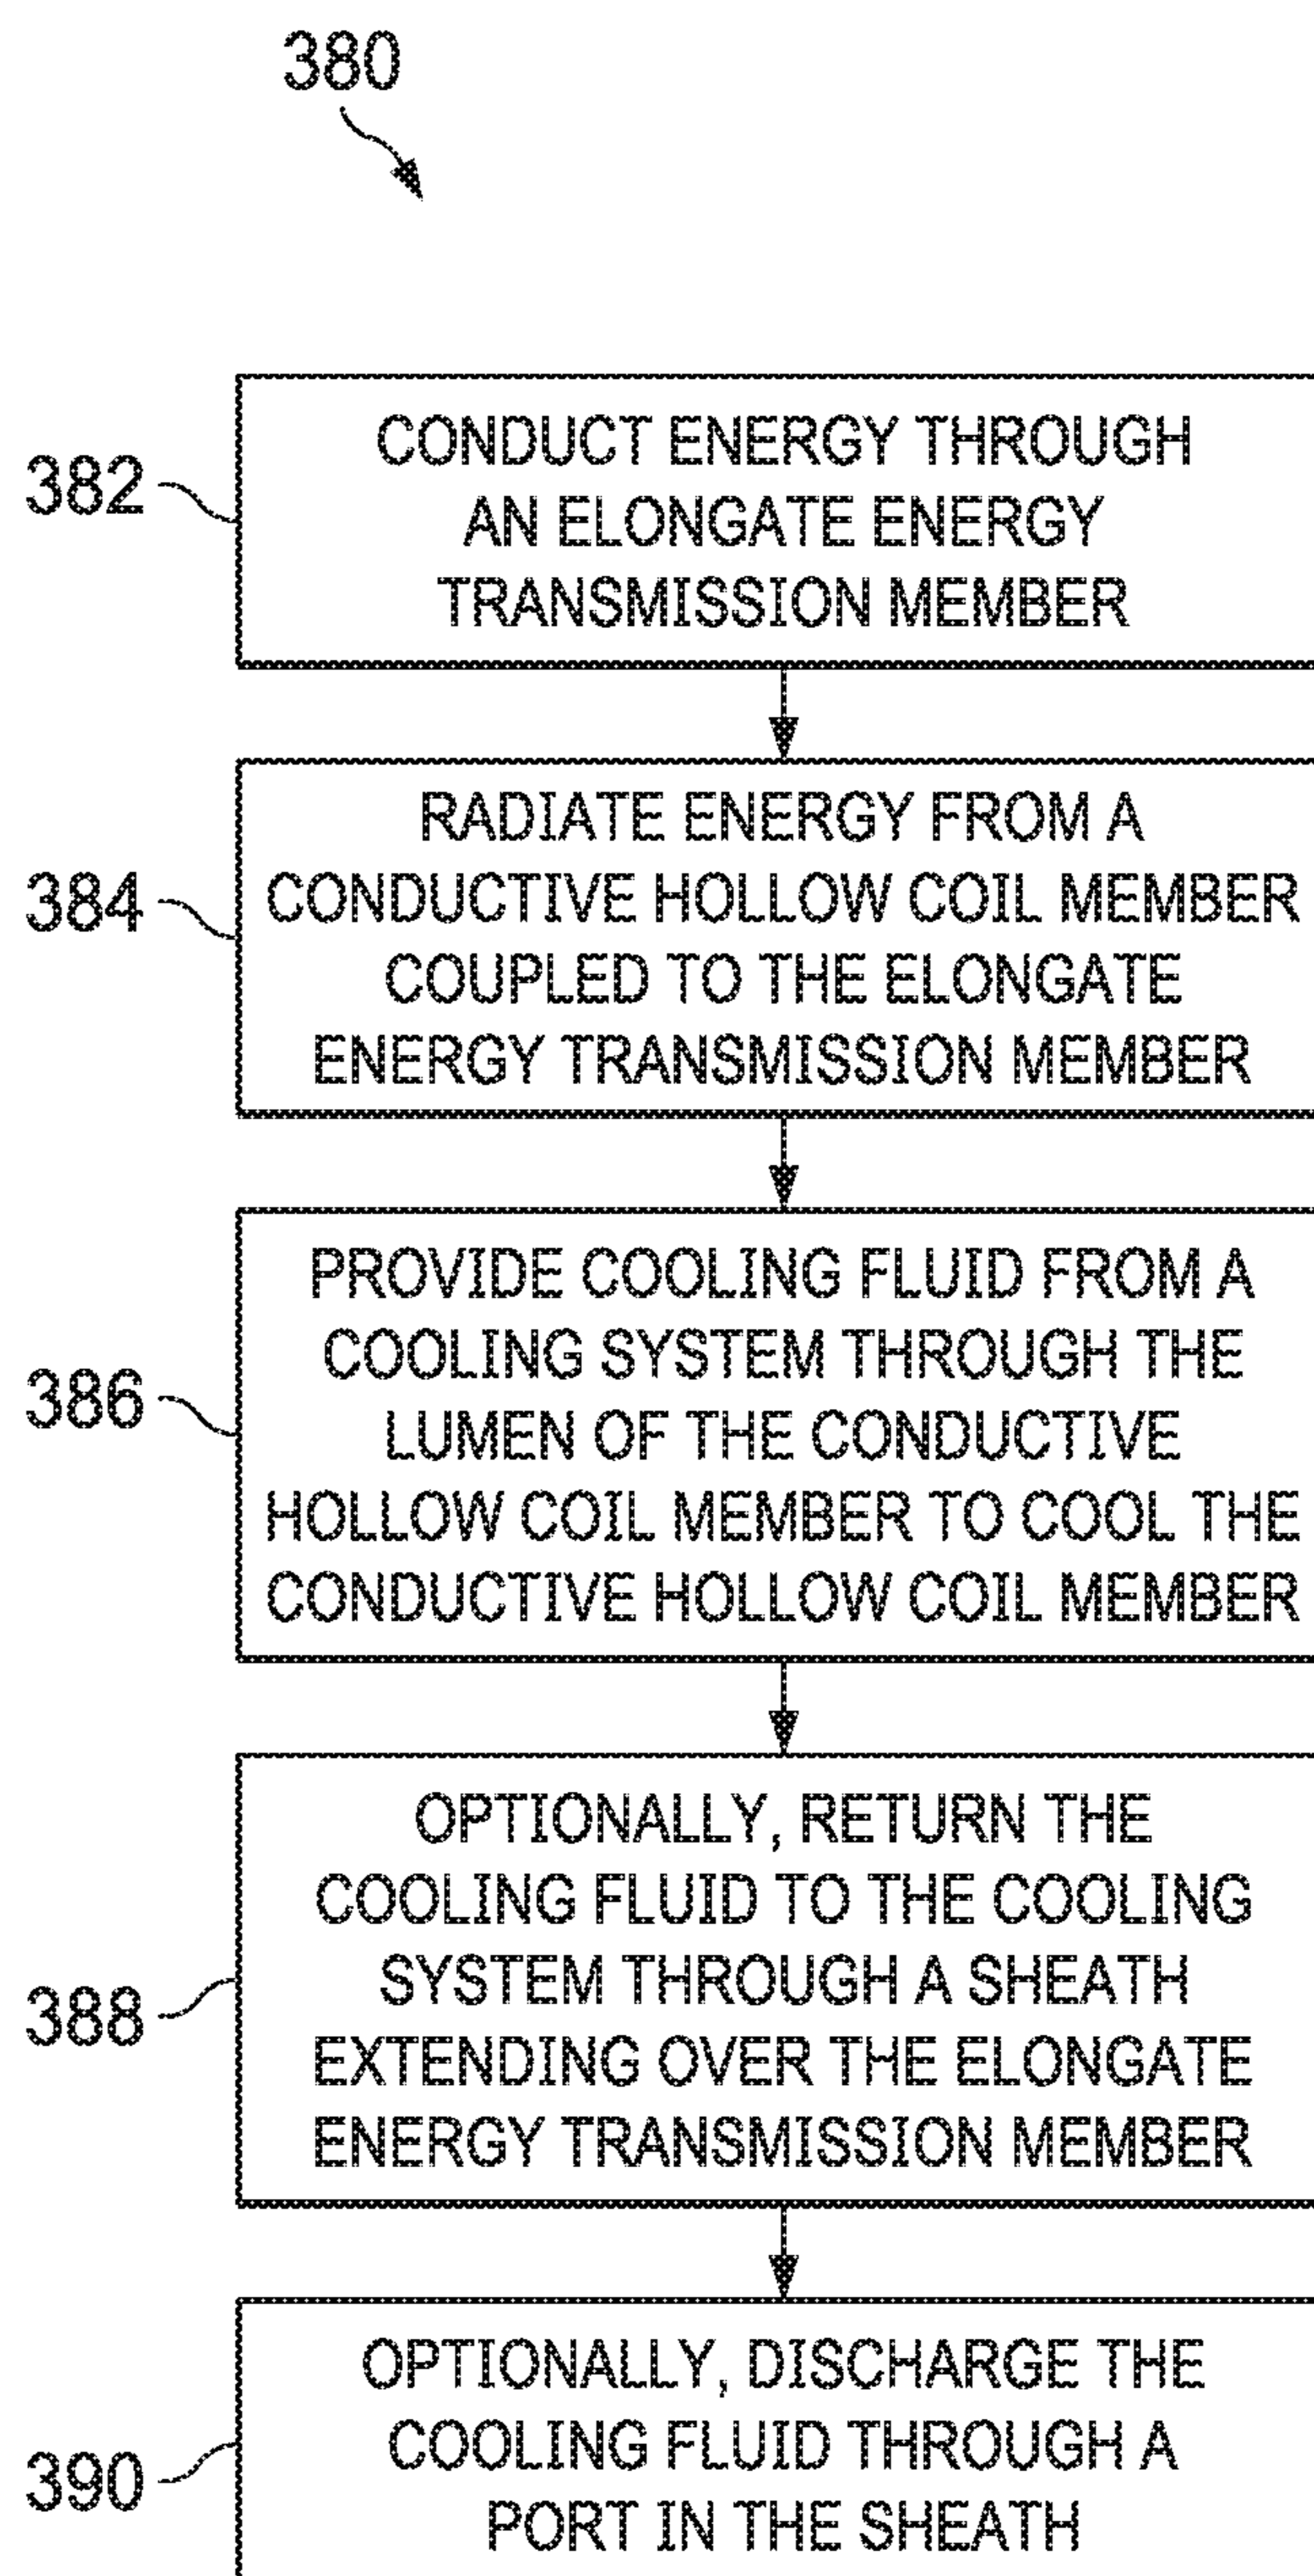 380
382
CONDUCT ENERGY THROUGH
AN ELONGATE ENERGY
TRANSMISSION MEMBER
384
RADIATE ENERGY FROM A
CONDUCTIVE HOLLOW COIL MEMBER
COUPLED TO THE ELONGATE
ENERGY TRANSMISSION MEMBER
386
PROVIDE COOLING FLUID FROM A
COOLING SYSTEM THROUGH THE
LUMEN OF THE CONDUCTIVE
HOLLOW COIL MEMBER TO COOL THE
CONDUCTIVE HOLLOW COIL MEMBER
388
OPTIONALLY, RETURN THE
COOLING FLUID TO THE COOLING
SYSTEM THROUGH A SHEATH
EXTENDING OVER THE ELONGATE
ENERGY TRANSMISSION MEMBER
390
OPTIONALLY, DISCHARGE THE
COOLING FLUID THROUGH A
PORT IN THE SHEATH